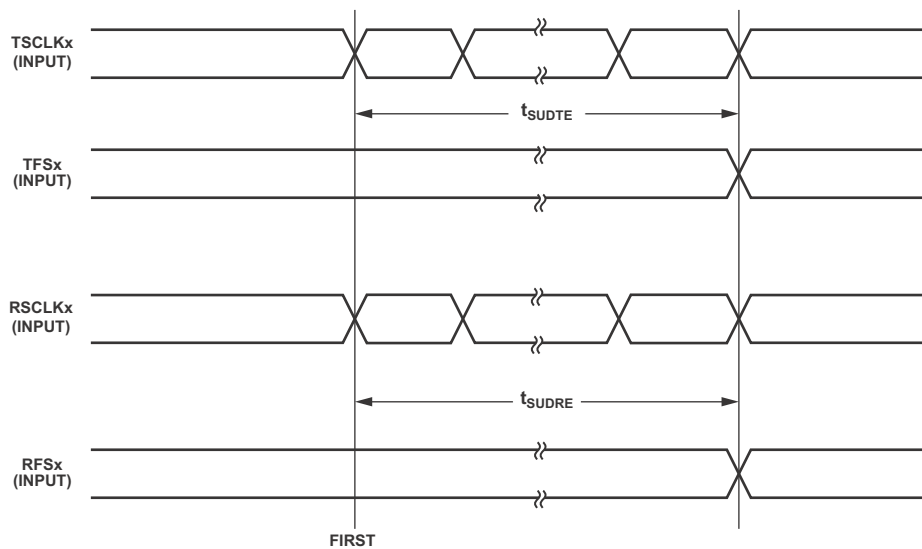 TSCLKx
(INPUT)
tSUDTE
TFSx
(INPUT)
RSCLKx
(INPUT)
tSUDRE
RFSx
(INPUT)
FIRST